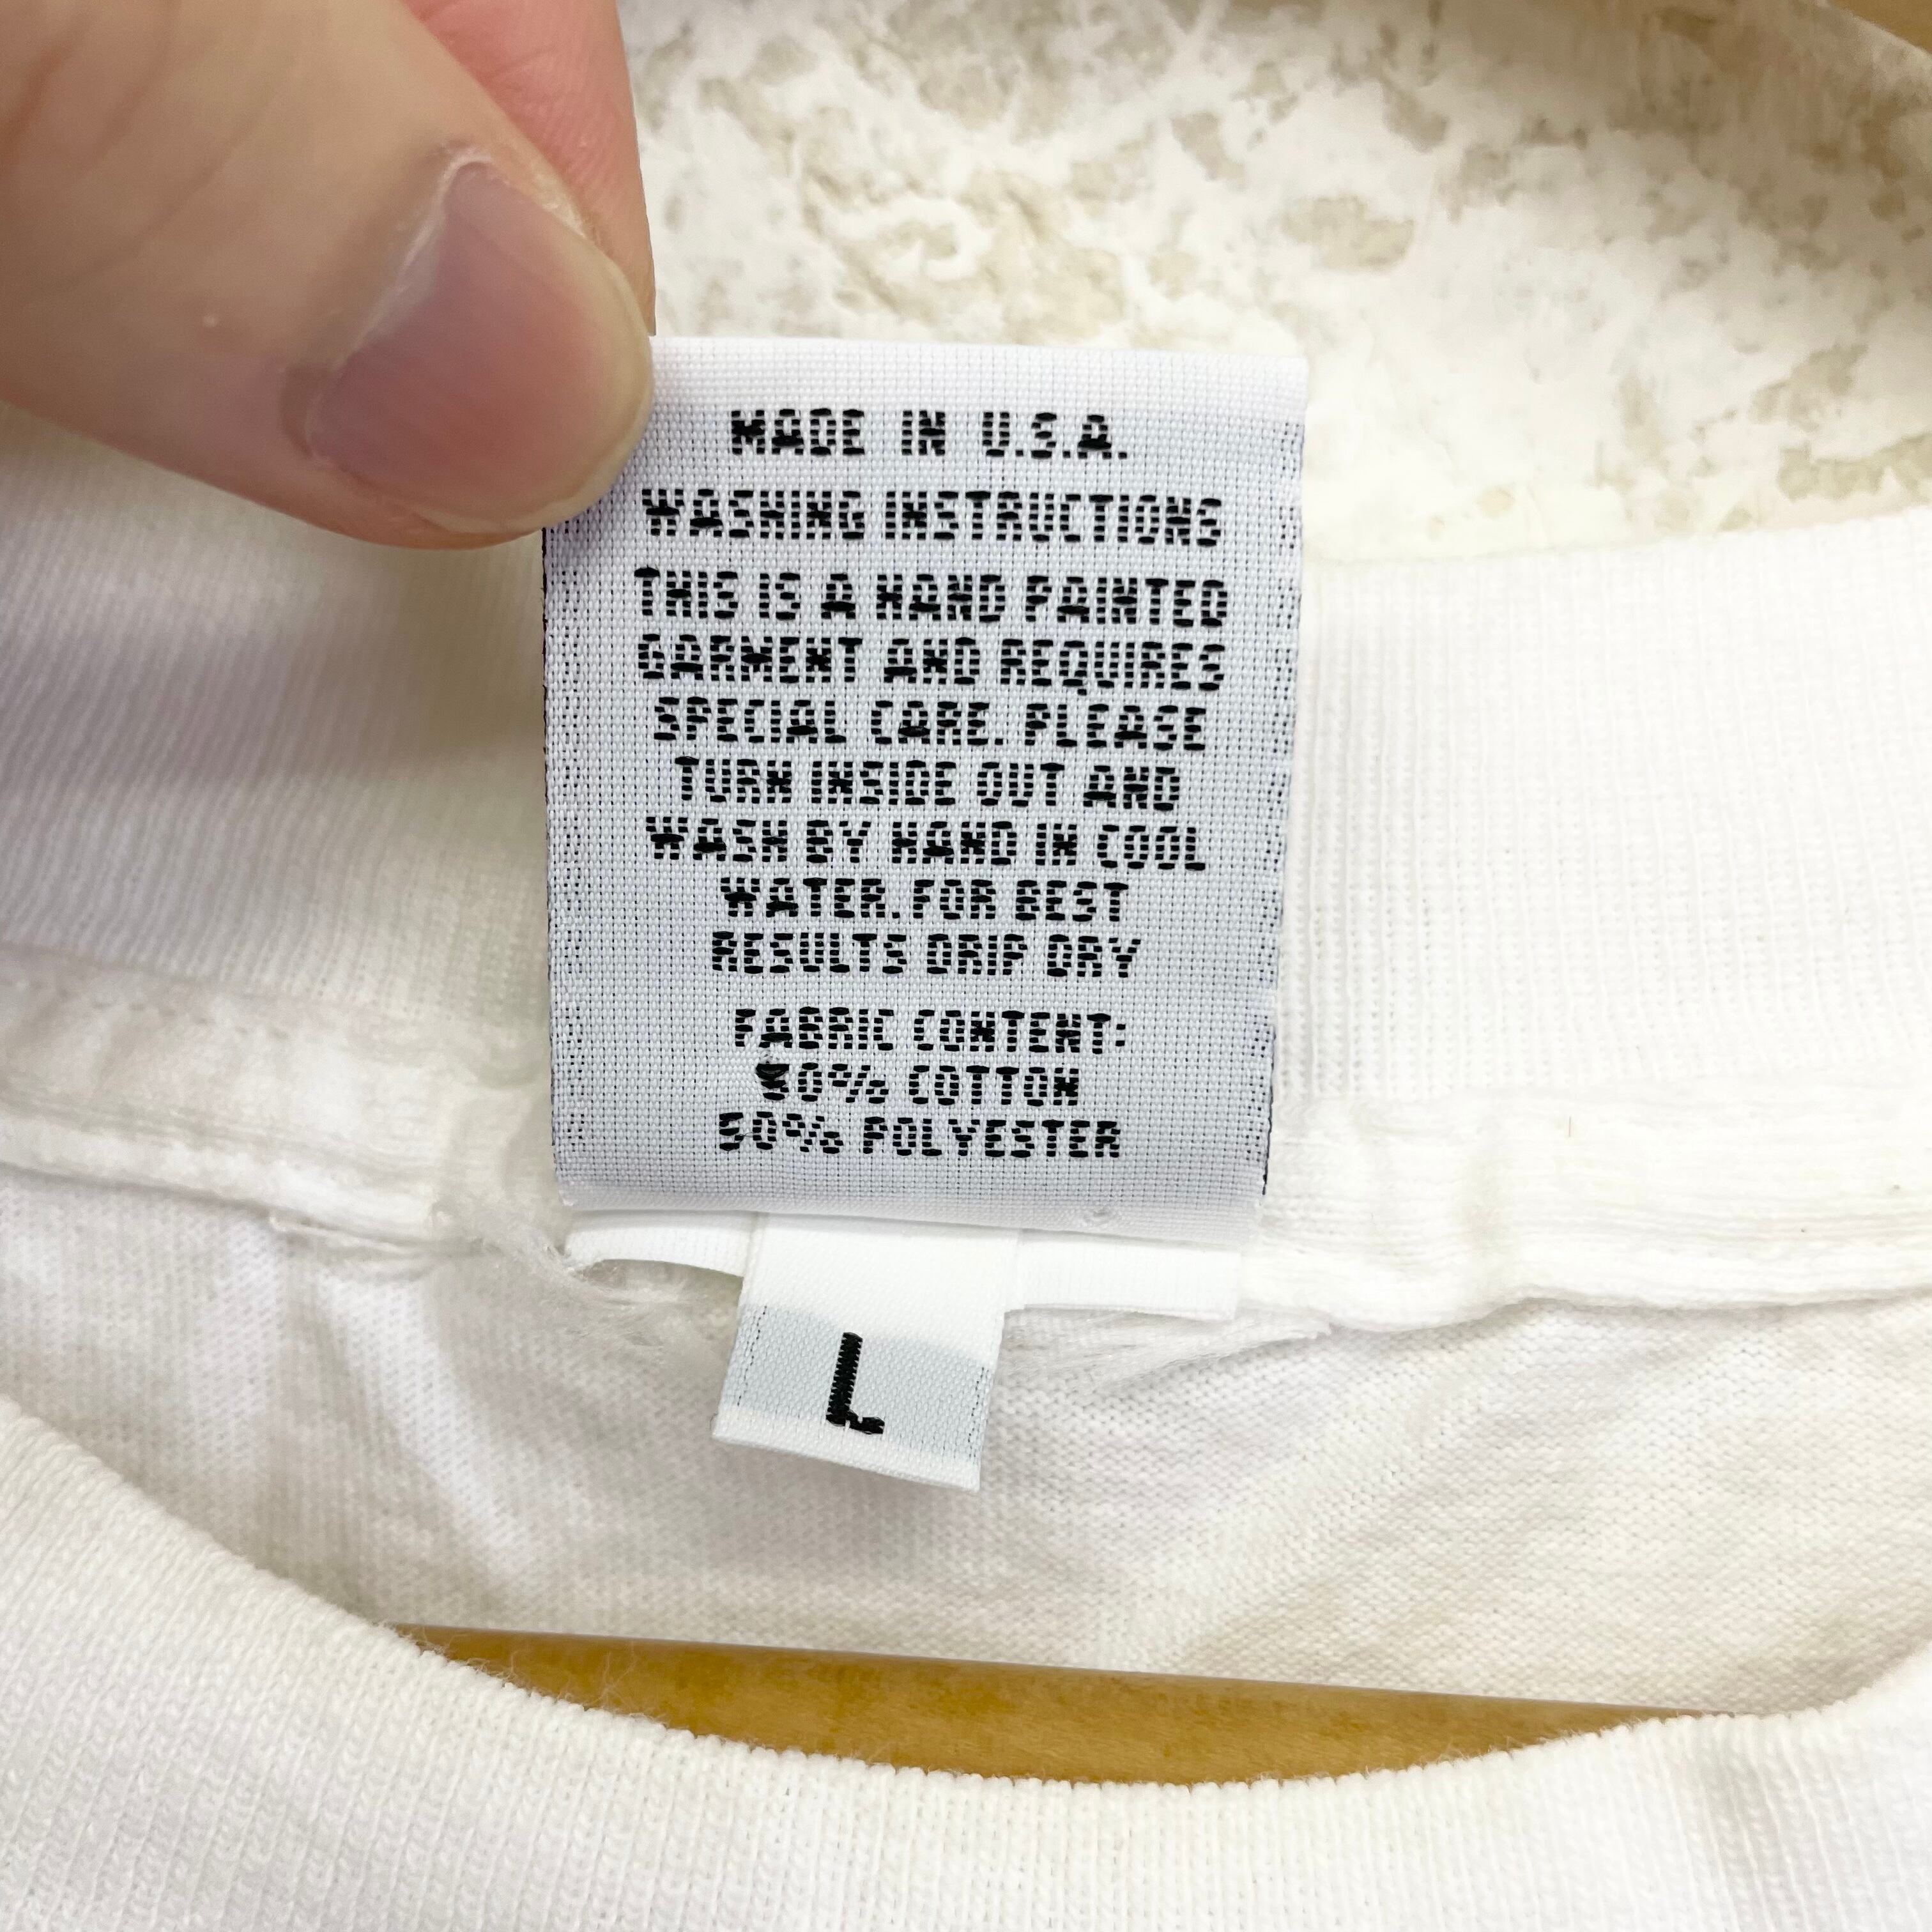 MADE IN U.S.A.
WASHING INSTRUCTIONS
THIS IS A HAND PAINTED
GARMENT AND REQUIRES
SPECIAL CARE. PLEASE
TURN INSIDE OUT AND
WASH BY HAND IN COOL
WATER. FOR BEST
RESULTS DRIP DRY
FABRIC CONTENT:
50% COTTON
50% POLYESTER
L